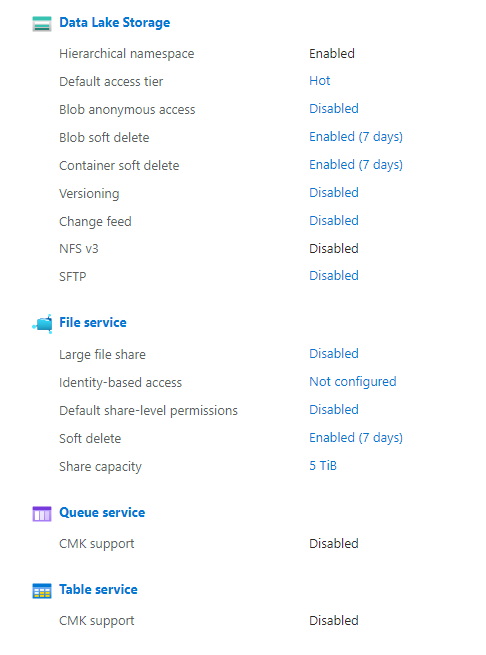 Data Lake Storage
Hierarchical namespace Enabled
Default access tier Hot
Blob anonymous access Disabled
Blob soft delete Enabled (7 days)
Container soft delete Enabled (7 days)
Versioning Disabled
Change feed Disabled
NFS v3 Disabled
SFTP Disabled
File service
Large file share Disabled
Identity-based access Not configured
Default share-level permissions Disabled
Soft delete Enabled (7 days)
Share capacity 5 TiB
Queue service
CMK support Disabled
Table service
CMK support Disabled